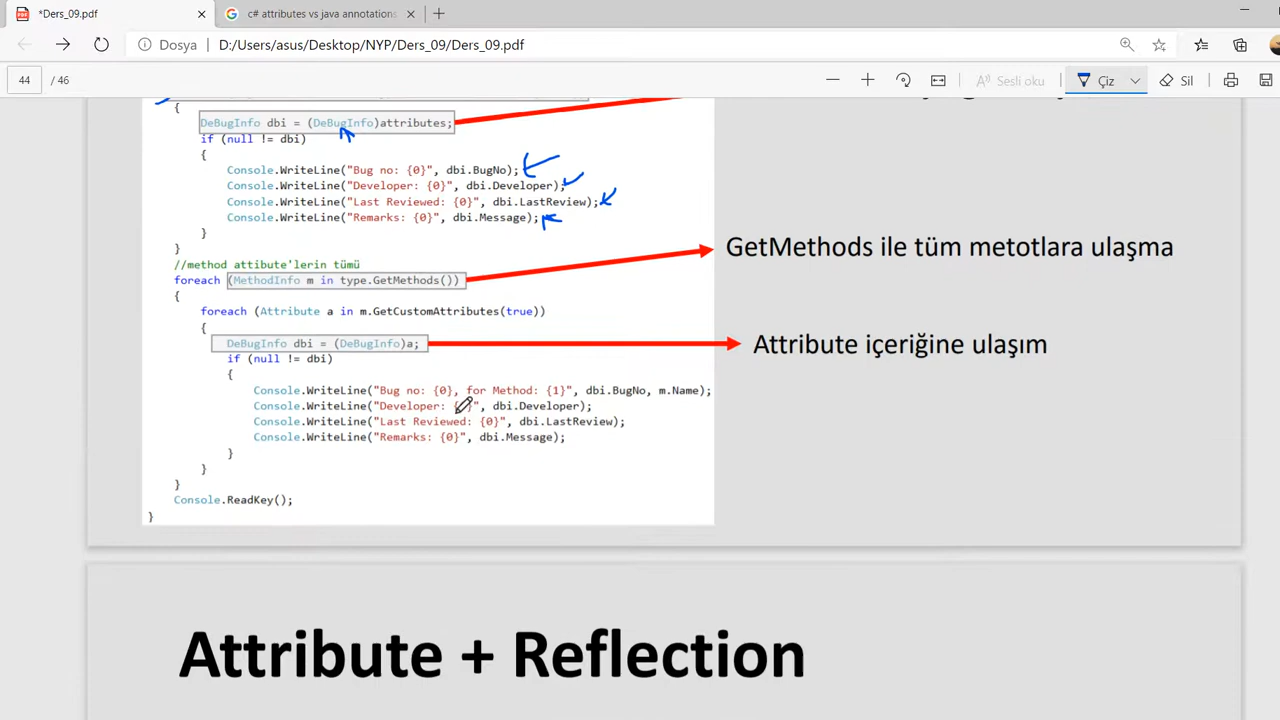 *Ders_09.pdf
c# attributes vs java annotations
Dosya
D:/Users/asus/Desktop/NYP/Ders_09/Ders_09.pdf
44 / 46
Sesli oku
Çiz
Sil
{
DeBugInfo dbi = (DeBugInfo)attributes;
if (null != dbi)
{
Console.WriteLine("Bug no: {0}", dbi.BugNo);
Console.WriteLine("Developer: {0}", dbi.Developer);
Console.WriteLine("Last Reviewed: {0}", dbi.LastReview);
Console.WriteLine("Remarks: {0}", dbi.Message);
}
}
//method attibute'lerin tümü
foreach (MethodInfo m in type.GetMethods())
{
foreach (Attribute a in m.GetCustomAttributes(true))
{
DeBugInfo dbi = (DeBugInfo)a;
if (null != dbi)
{
Console.WriteLine("Bug no: {0}, for Method: {1}", dbi.BugNo, m.Name);
Console.WriteLine("Developer: {0}", dbi.Developer);
Console.WriteLine("Last Reviewed: {0}", dbi.LastReview);
Console.WriteLine("Remarks: {0}", dbi.Message);
}
}
}
Console.ReadKey();
}
GetMethods ile tüm metotlara ulaşma
Attribute içeriğine ulaşım
Attribute + Reflection